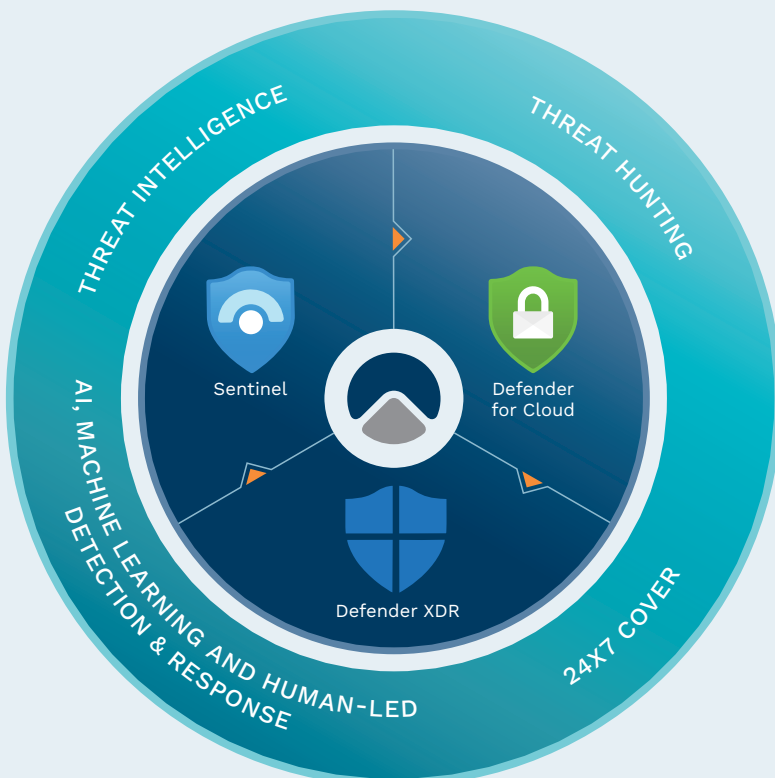 THREAT INTELLIGENCE
THREAT HUNTING
Sentinel
Defender
for Cloud
Defender XDR
24X7 COVER
AI, MACHINE LEARNING AND HUMAN-LED
DETECTION & RESPONSE